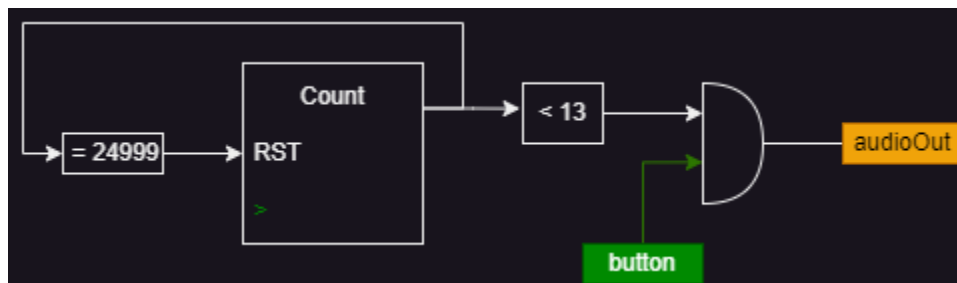 Count
< 13
= 24999
RST
audioOut
>
button